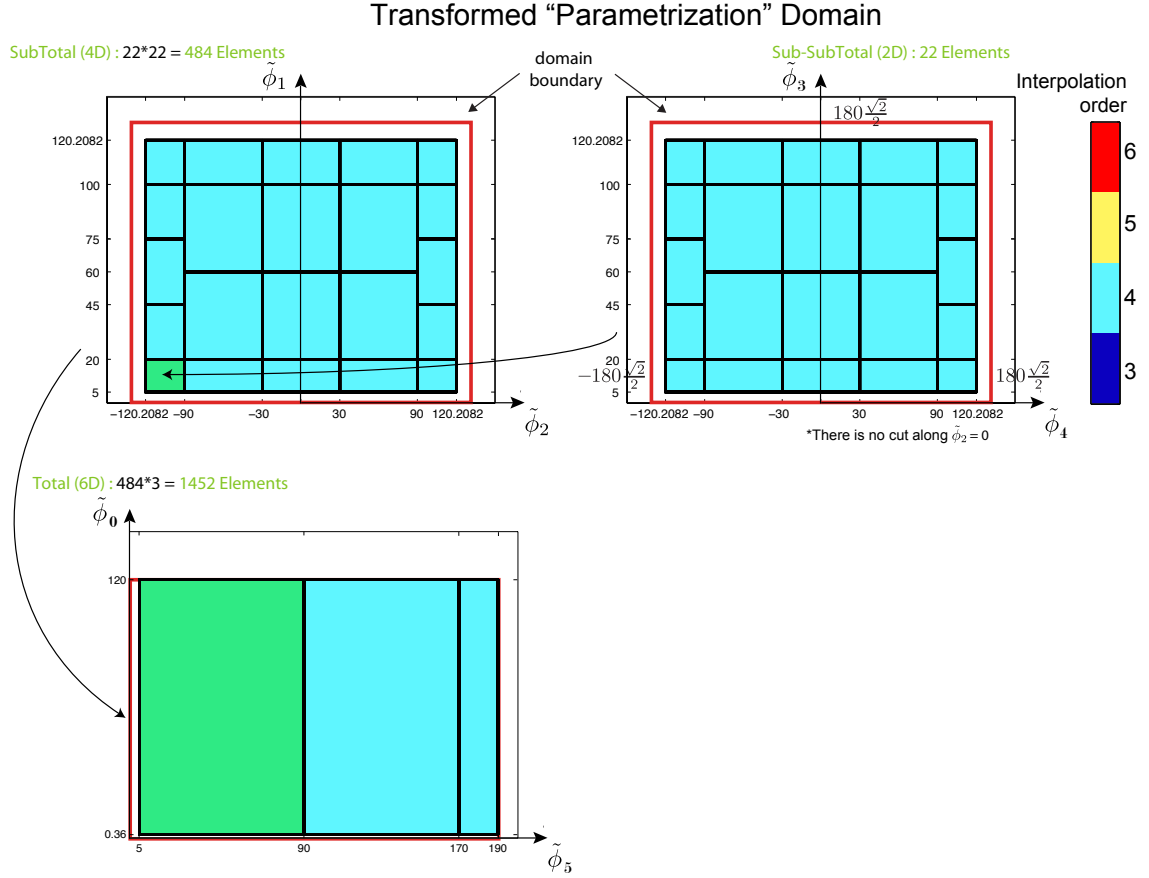 Transformed “Parametrization” Domain
SubTotal (4D) : 22*22 = 484 Elements
domain
boundary
Sub-SubTotal (2D) : 22 Elements
Interpolation
order
6
5
4
3
ϕ̃₁
120.2082
100
75
60
45
20
5
−120.2082
−90
−30
30
90
120.2082
ϕ̃₂
ϕ̃₃
180 √2/2
120.2082
100
75
60
45
20
5
−180 √2/2
180 √2/2
−120.2082
−90
−30
30
90
120.2082
ϕ̃₄
*There is no cut along ϕ̃₂ = 0
Total (6D) : 484*3 = 1452 Elements
ϕ̃₀
120
0.36
5
90
170
190
ϕ̃₅